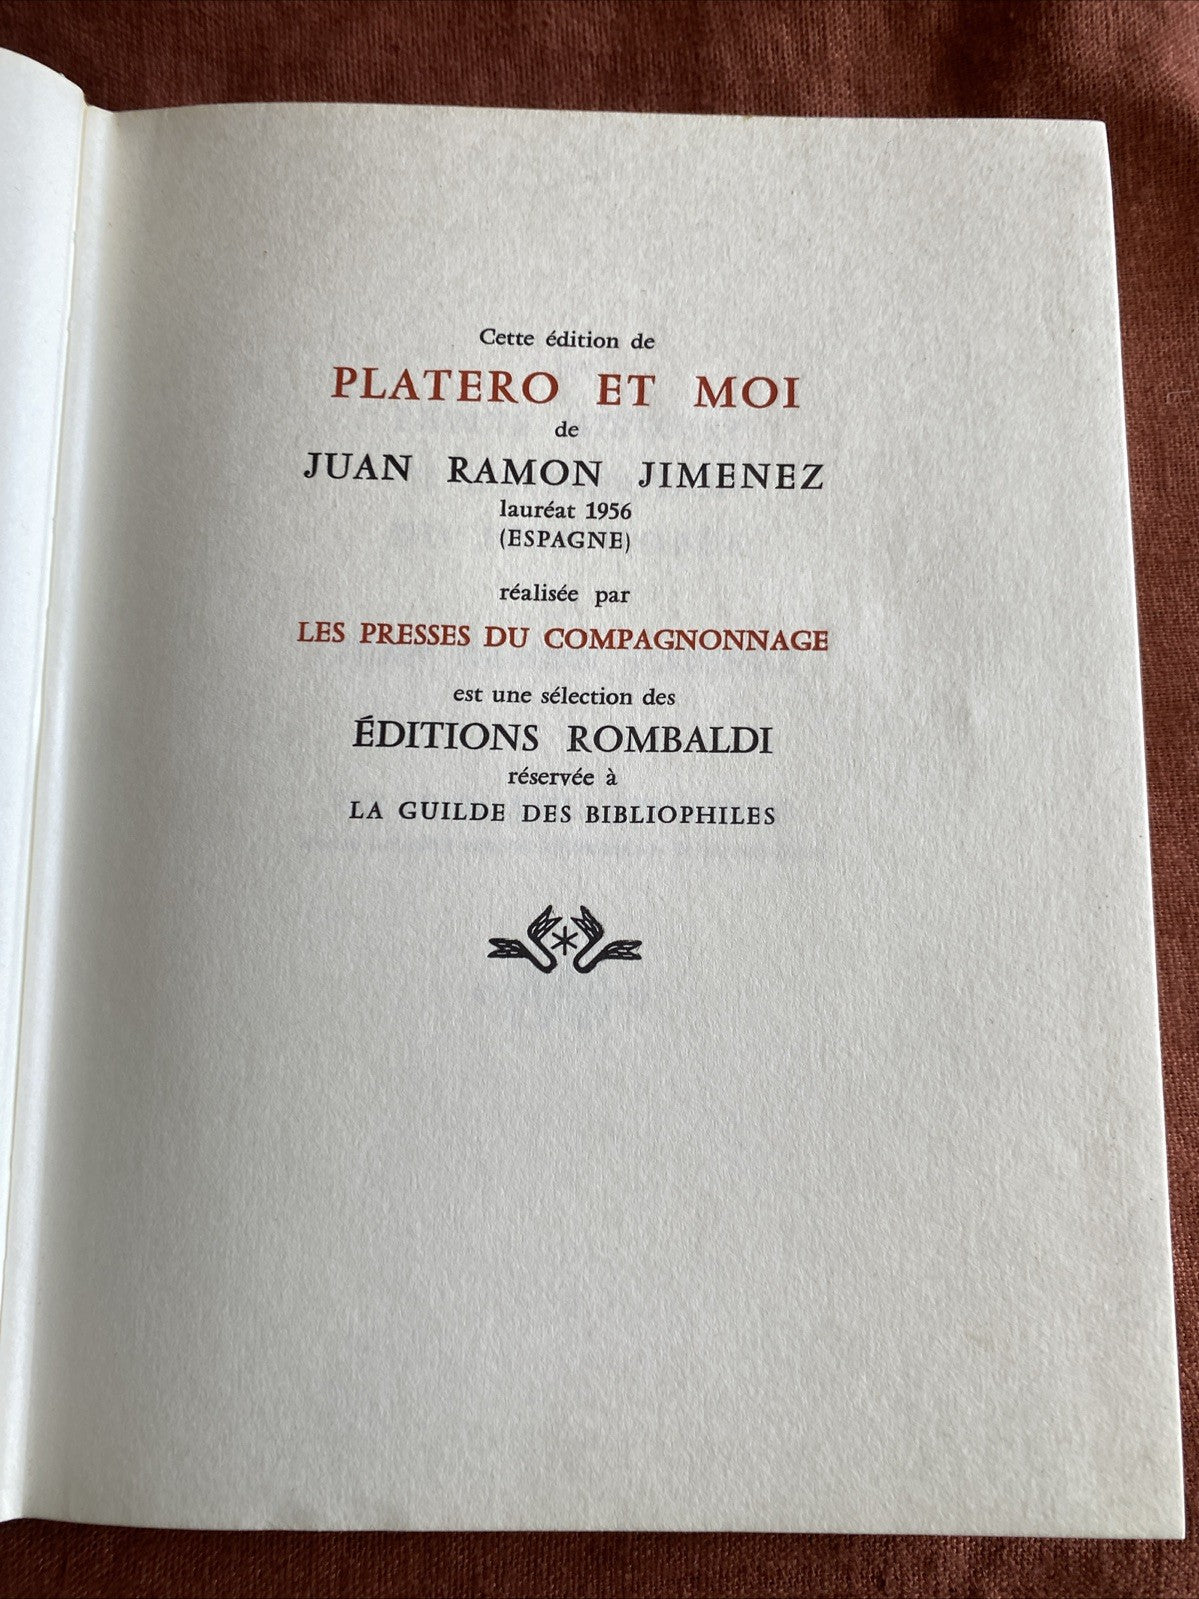 Cette édition de
PLATERO ET MOI
de
JUAN RAMON JIMENEZ
lauréat 1956
(ESPAGNE)
réalisée par
LES PRESSES DU COMPAGNONNAGE
est une sélection des
ÉDITIONS ROMBALDI
réservée à
LA GUILDE DES BIBLIOPHILES